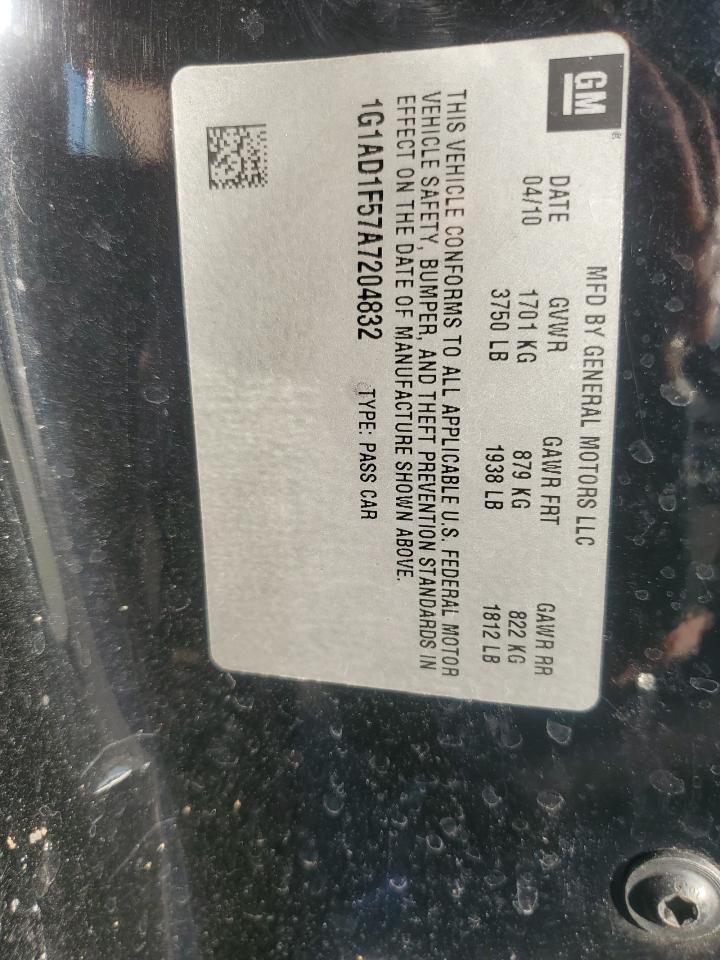 GM
MFD BY GENERAL MOTORS LLC
DATE GVWR GAWR FRT GAWR RR
04/10 1701 KG 879 KG 822 KG
3750 LB 1938 LB 1812 LB
THIS VEHICLE CONFORMS TO ALL APPLICABLE U.S. FEDERAL MOTOR
VEHICLE SAFETY, BUMPER, AND THEFT PREVENTION STANDARDS IN
EFFECT ON THE DATE OF MANUFACTURE SHOWN ABOVE.
1G1AD1F57A7204832 TYPE: PASS CAR